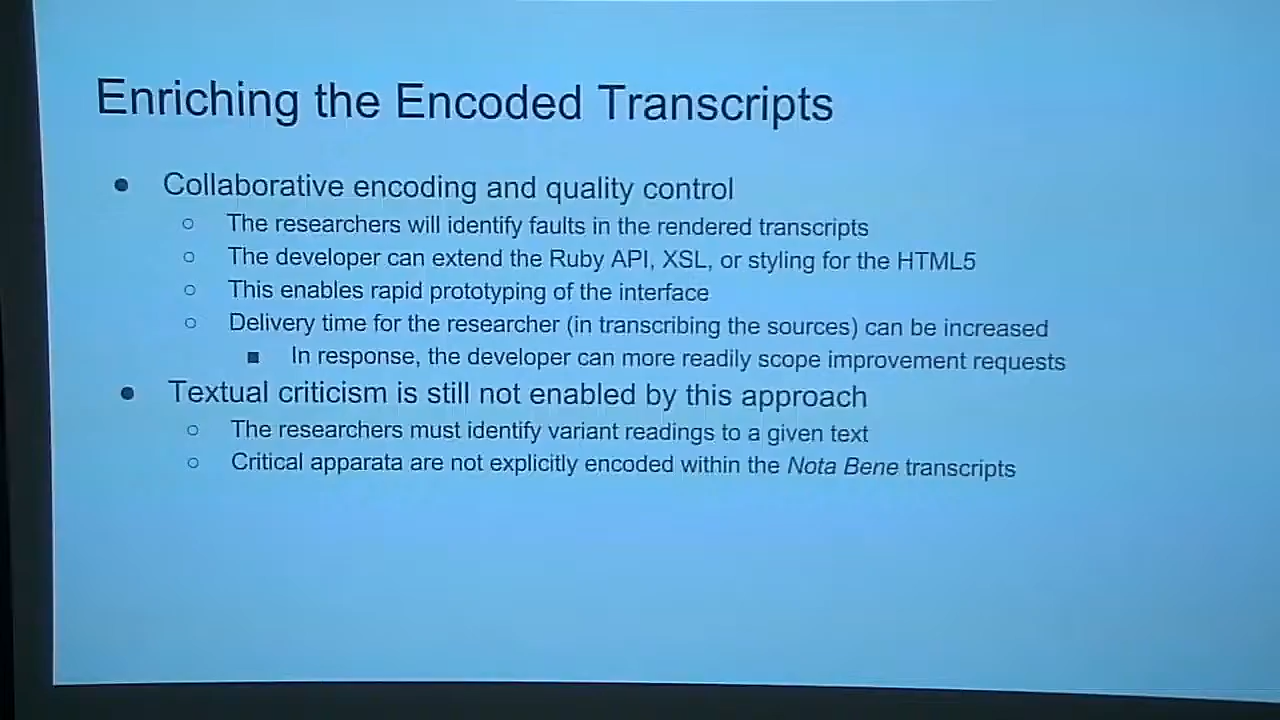 Enriching the Encoded Transcripts
● Collaborative encoding and quality control
○ The researchers will identify faults in the rendered transcripts
○ The developer can extend the Ruby API, XSL, or styling for the HTML5
○ This enables rapid prototyping of the interface
○ Delivery time for the researcher (in transcribing the sources) can be increased
■ In response, the developer can more readily scope improvement requests
● Textual criticism is still not enabled by this approach
○ The researchers must identify variant readings to a given text
○ Critical apparata are not explicitly encoded within the Nota Bene transcripts